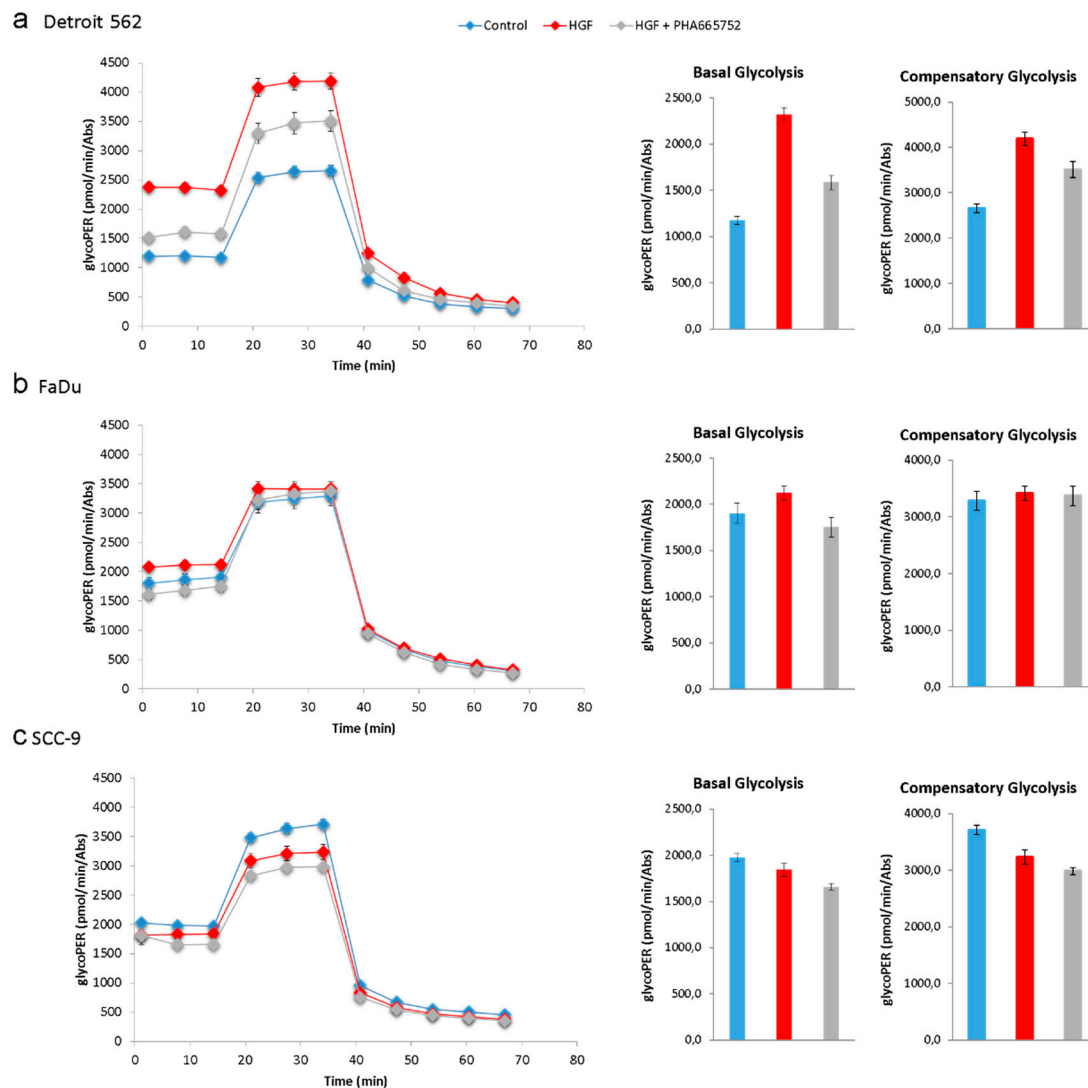 a Detroit 562
Control HGF HGF + PHA665752
glycoPER (pmol/min/Abs)
4500
4000
3500
3000
2500
2000
1500
1000
500
0
0 10 20 30 40 50 60 70 80
Time (min)
Basal Glycolysis
glycoPER (pmol/min/Abs)
2500,0
2000,0
1500,0
1000,0
500,0
0,0
Compensatory Glycolysis
glycoPER (pmol/min/Abs)
5000,0
4000,0
3000,0
2000,0
1000,0
0,0
b FaDu
glycoPER (pmol/min/Abs)
4500
4000
3500
3000
2500
2000
1500
1000
500
0
0 10 20 30 40 50 60 70 80
Time (min)
Basal Glycolysis
glycoPER (pmol/min/Abs)
2500,0
2000,0
1500,0
1000,0
500,0
0,0
Compensatory Glycolysis
glycoPER (pmol/min/Abs)
4000,0
3000,0
2000,0
1000,0
0,0
c SCC-9
glycoPER (pmol/min/Abs)
4500
4000
3500
3000
2500
2000
1500
1000
500
0
0 10 20 30 40 50 60 70 80
Time (min)
Basal Glycolysis
glycoPER (pmol/min/Abs)
2500,0
2000,0
1500,0
1000,0
500,0
0,0
Compensatory Glycolysis
glycoPER (pmol/min/Abs)
4000,0
3000,0
2000,0
1000,0
0,0